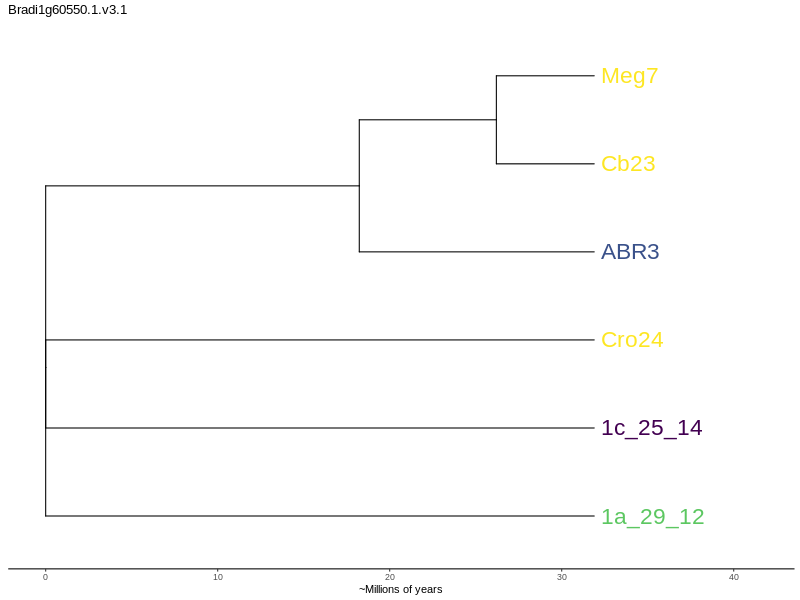 Bradi1g60550.1.v3.1
Meg7
Cb23
ABR3
Cro24
1c_25_14
1a_29_12
0 10 20 30 40
~Millions of years